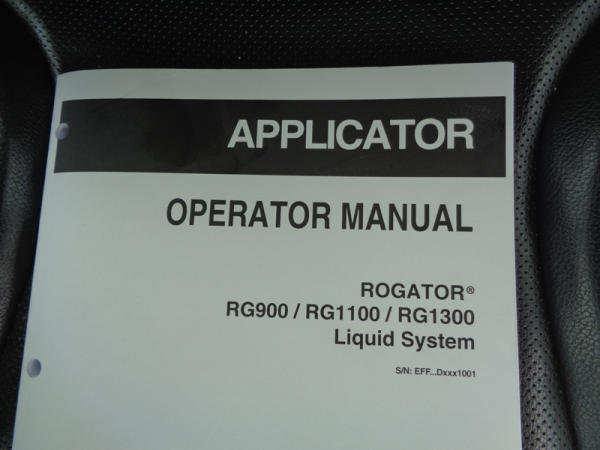 APPLICATOR
OPERATOR MANUAL
ROGATOR®
RG900 / RG1100 / RG1300
Liquid System
S/N: EFF...Dxxx1001